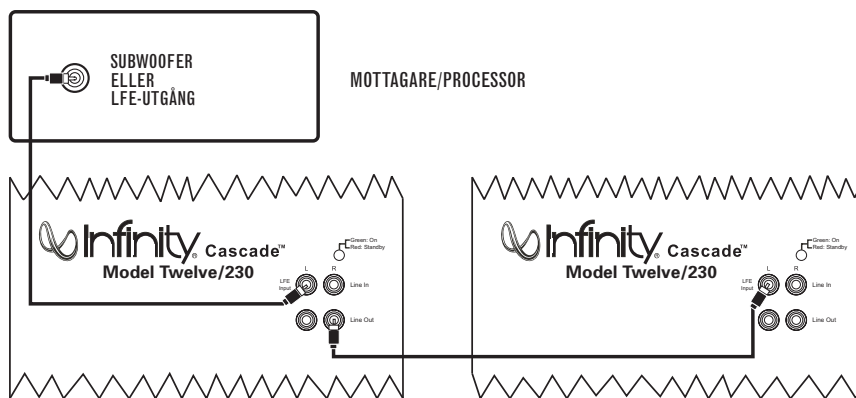 SUBWOOFER
ELLER
LFE-UTGÅNG
MOTTAGARE/PROCESSOR
Infinity® Cascade™
Model Twelve/230
Green: On
Red: Standby
L R
LFE
Input
Line In
Line Out
Infinity® Cascade™
Model Twelve/230
Green: On
Red: Standby
L R
LFE
Input
Line In
Line Out